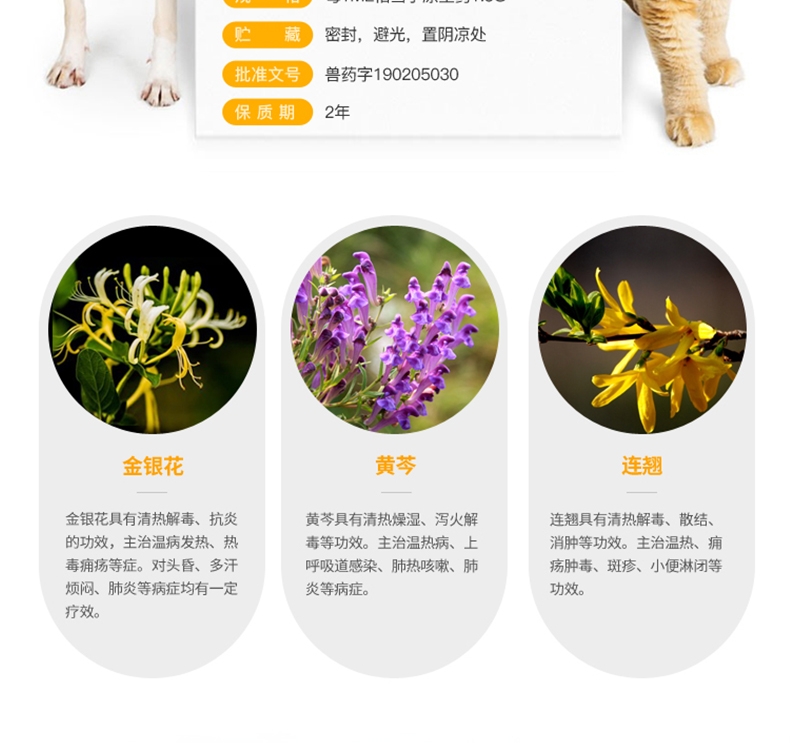 贮 藏 密封，避光，置阴凉处
批准文号 兽药字190205030
保质期 2年
金银花
金银花具有清热解毒、抗炎
的功效，主治温病发热、热
毒痈疡等症。对头昏、多汗
烦闷、肺炎等病症均有一定
疗效。
黄芩
黄芩具有清热燥湿、泻火解
毒等功效。主治温热病、上
呼吸道感染、肺热咳嗽、肺
炎等病症。
连翘
连翘具有清热解毒、散结、
消肿等功效。主治温热、痈
疡肿毒、斑疹、小便淋闭等
功效。